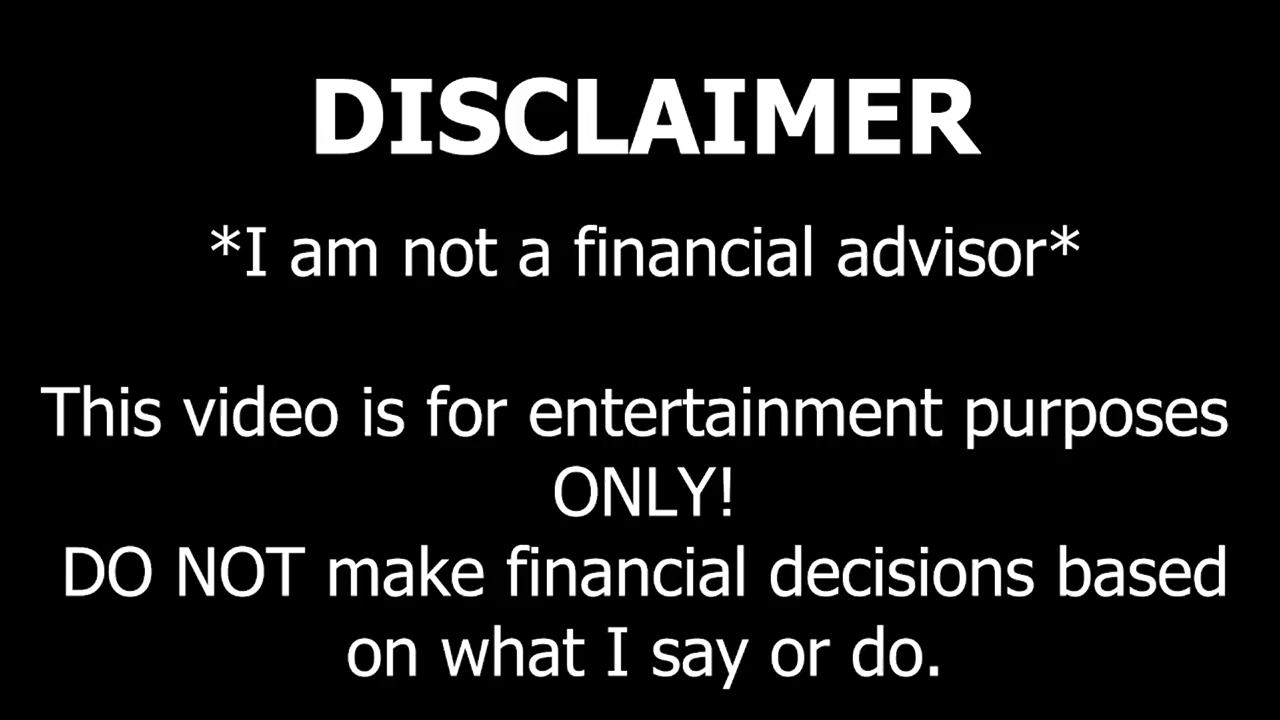 DISCLAIMER
*I am not a financial advisor*
This video is for entertainment purposes
ONLY!
DO NOT make financial decisions based
on what I say or do.